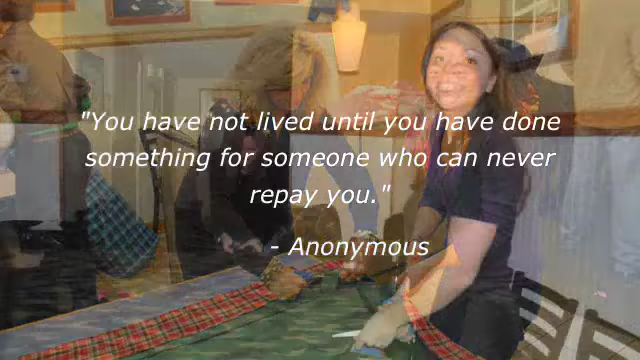 "You have not lived until you have done
something for someone who can never
repay you."
- Anonymous